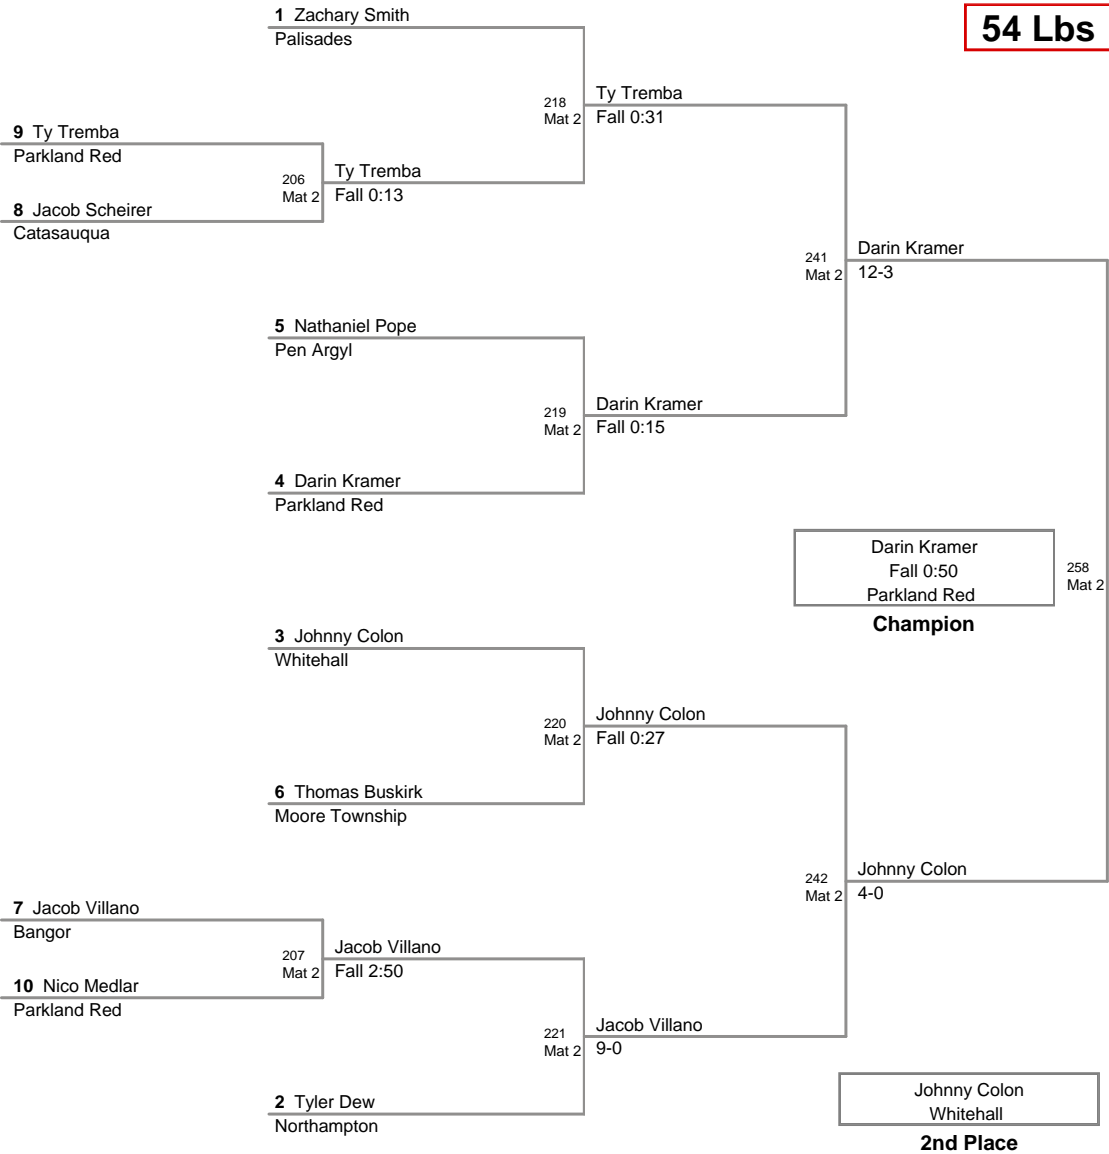 1 Zachary Smith
Palisades
54 Lbs
218
Mat 2
Ty Tremba
Fall 0:31
9 Ty Tremba
Parkland Red
206
Mat 2
Ty Tremba
Fall 0:13
8 Jacob Scheirer
Catasauqua
241
Mat 2
Darin Kramer
12-3
5 Nathaniel Pope
Pen Argyl
219
Mat 2
Darin Kramer
Fall 0:15
4 Darin Kramer
Parkland Red
Darin Kramer
Fall 0:50
Parkland Red
Champion
258
Mat 2
3 Johnny Colon
Whitehall
220
Mat 2
Johnny Colon
Fall 0:27
6 Thomas Buskirk
Moore Township
242
Mat 2
Johnny Colon
4-0
7 Jacob Villano
Bangor
207
Mat 2
Jacob Villano
Fall 2:50
10 Nico Medlar
Parkland Red
221
Mat 2
Jacob Villano
9-0
2 Tyler Dew
Northampton
Johnny Colon
Whitehall
2nd Place